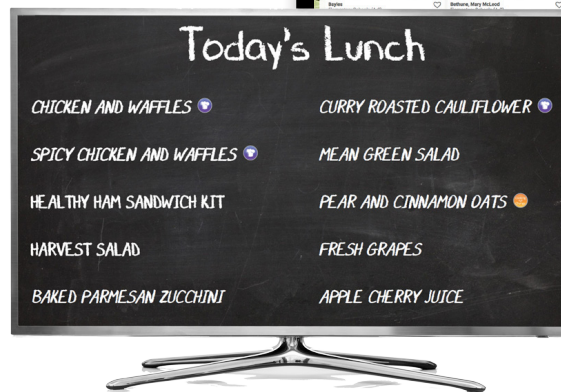 Bayles
Bethune, Mary McLeod
Today's Lunch
CHICKEN AND WAFFLES
SPICY CHICKEN AND WAFFLES
HEALTHY HAM SANDWICH KIT
HARVEST SALAD
BAKED PARMESAN ZUCCHINI
CURRY ROASTED CAULIFLOWER
MEAN GREEN SALAD
PEAR AND CINNAMON OATS
FRESH GRAPES
APPLE CHERRY JUICE